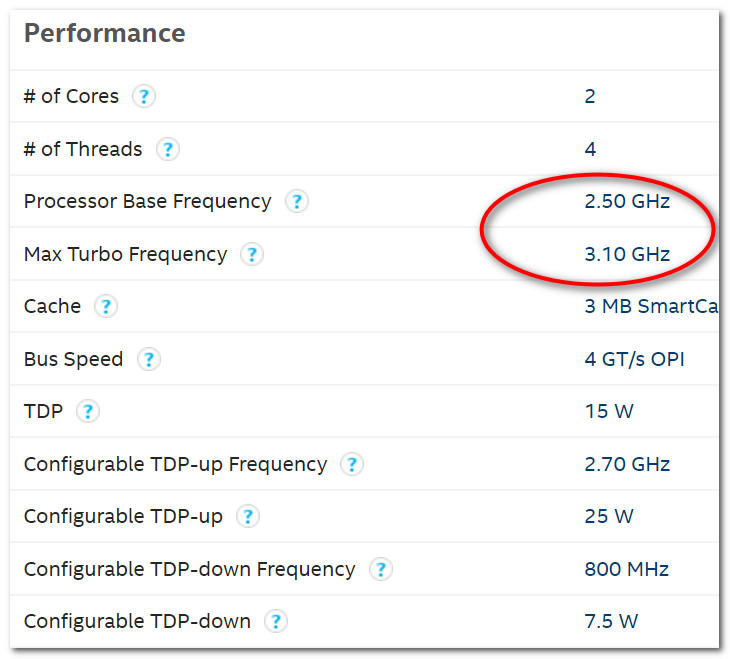 Performance
# of Cores ? 2
# of Threads ? 4
Processor Base Frequency ? 2.50 GHz
Max Turbo Frequency ? 3.10 GHz
Cache ? 3 MB SmartCa
Bus Speed ? 4 GT/s OPI
TDP ? 15 W
Configurable TDP-up Frequency ? 2.70 GHz
Configurable TDP-up ? 25 W
Configurable TDP-down Frequency ? 800 MHz
Configurable TDP-down ? 7.5 W